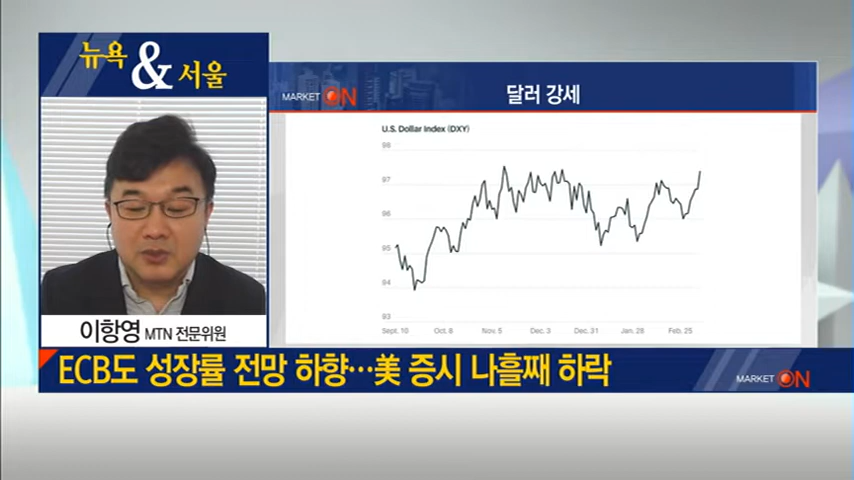 뉴욕
&
서울
MARKET ON
달러 강세
U.S. Dollar Index (DXY)
98
97
96
95
94
93
Sept. 10 Oct. 8 Nov. 5 Dec. 3 Dec. 31 Jan. 28 Feb. 25
이항영 MTN 전문위원
ECB도 성장률 전망 하향…美 증시 나흘째 하락
MARKET ON